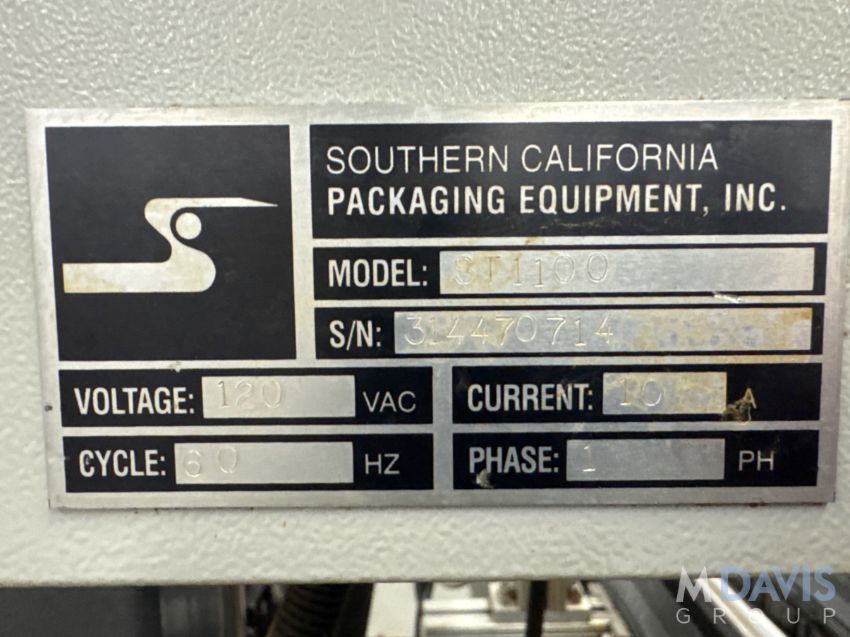 SOUTHERN CALIFORNIA
PACKAGING EQUIPMENT, INC.
MODEL: ST1100
S/N: 314470714
VOLTAGE: 120 VAC
CURRENT: 10 A
CYCLE: 60 HZ
PHASE: 1 PH
MDAVIS
GROUP